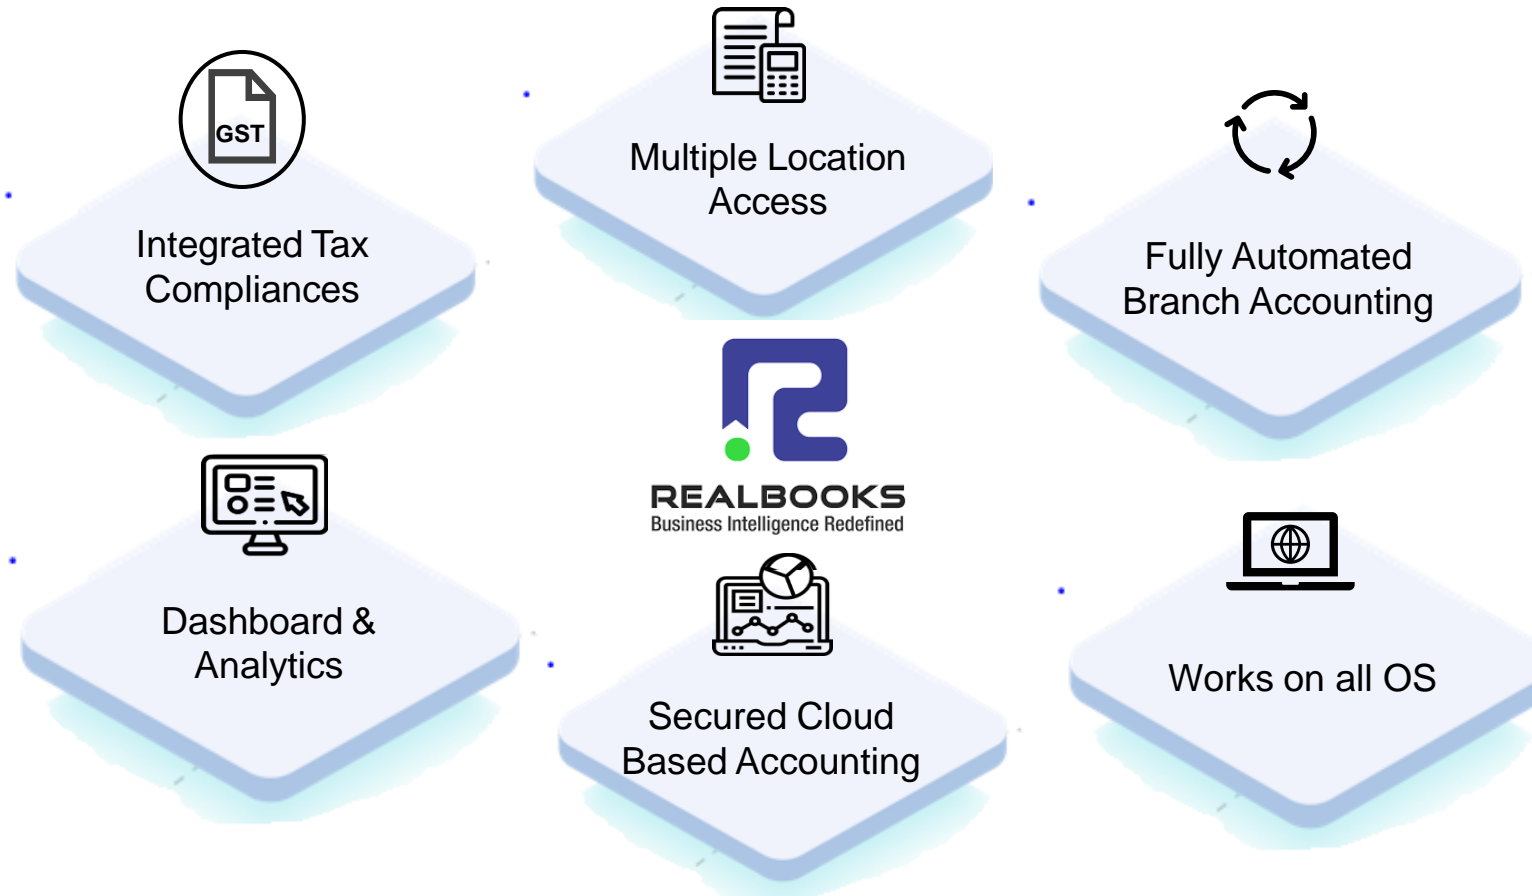 GST
Integrated Tax
Compliances
Multiple Location
Access
Fully Automated
Branch Accounting
REALBOOKS
Business Intelligence Redefined
Dashboard &
Analytics
Secured Cloud
Based Accounting
Works on all OS